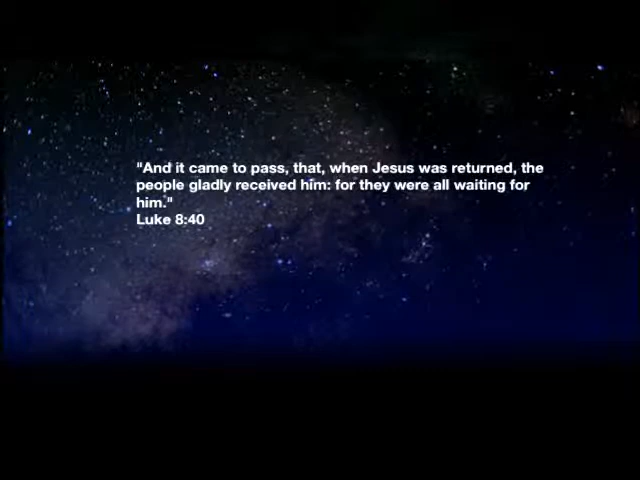 "And it came to pass, that, when Jesus was returned, the
people gladly received him: for they were all waiting for
him."
Luke 8:40